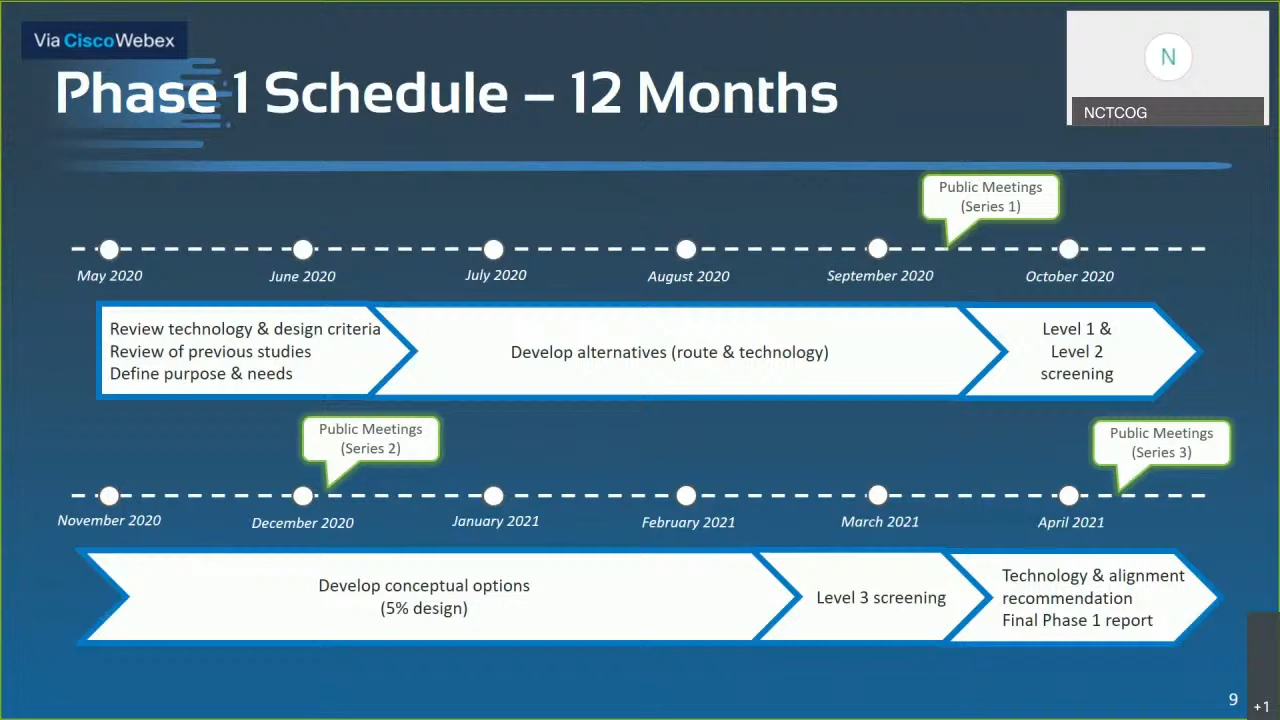 Via CiscoWebex
N
NCTCOG
Phase 1 Schedule – 12 Months
Public Meetings
(Series 1)
May 2020
June 2020
July 2020
August 2020
September 2020
October 2020
Review technology & design criteria
Review of previous studies
Define purpose & needs
Develop alternatives (route & technology)
Level 1 &
Level 2
screening
Public Meetings
(Series 2)
Public Meetings
(Series 3)
November 2020
December 2020
January 2021
February 2021
March 2021
April 2021
Develop conceptual options
(5% design)
Level 3 screening
Technology & alignment
recommendation
Final Phase 1 report
9
+1